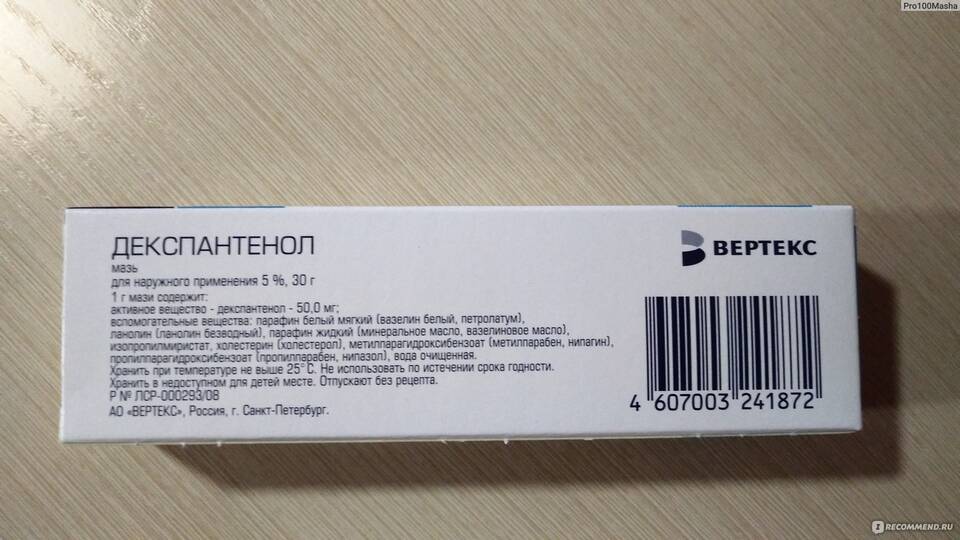 Pro100Masha
ДЕКСПАНТЕНОЛ
мазь
для наружного применения 5 %, 30 г
1 г мази содержит:
активное вещество - декспантенол - 50,0 мг;
вспомогательные вещества: парафин белый мягкий (вазелин белый, петролатум),
ланолин (ланолин безводный), парафин жидкий (минеральное масло, вазелиновое масло),
изопропилмиристат, холестерин (холестерол), метилпарагидроксибензоат (метилпарабен, нипагин),
пропилпарагидроксибензоат (пропилпарабен, нипазол), вода очищенная.
Хранить при температуре не выше 25°С. Не использовать по истечении срока годности.
Хранить в недоступном для детей месте. Отпускают без рецепта.
Р № ЛСР-000293/08
АО «ВЕРТЕКС», Россия, г. Санкт-Петербург.
ВЕРТЕКС
4 607003 241872
RECOMMEND.RU